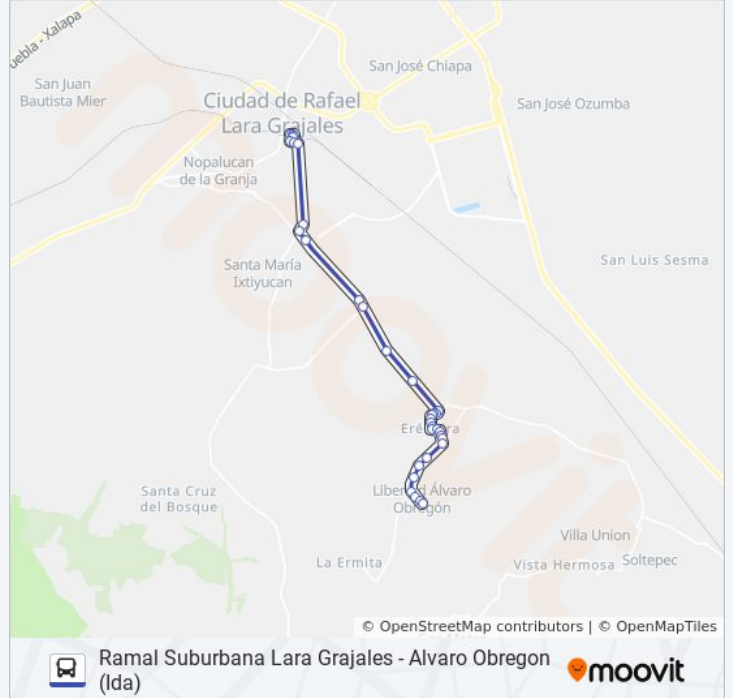 uebla - Xalapa
San José Chiapa
San Juan
Bautista Mier
Ciudad de Rafael
Lara Grajales
San José Ozumba
Nopalucan
de la Granja
Santa María
Ixtiyucan
San Luis Sesma
Libertad Álvaro
Obregón
Santa Cruz
del Bosque
Villa Union
La Ermita
Vista Hermosa
Soltepec
© OpenStreetMap contributors | © OpenMapTiles
Ramal Suburbana Lara Grajales - Alvaro Obregon
(Ida)
moovit